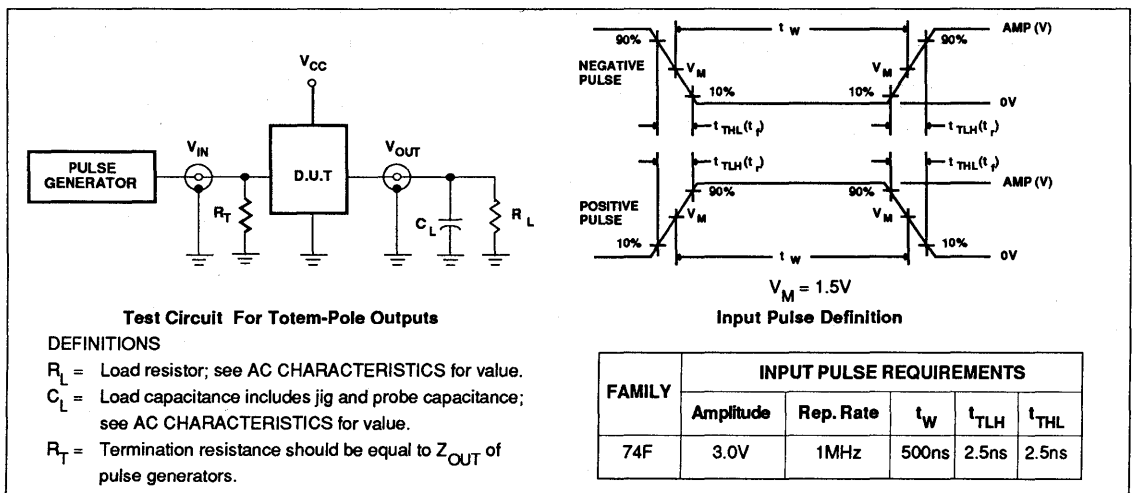 V_CC
V_IN
V_OUT
PULSE
GENERATOR
D.U.T
R_T
C_L
R_L
Test Circuit For Totem-Pole Outputs
DEFINITIONS
R_L = Load resistor; see AC CHARACTERISTICS for value.
C_L = Load capacitance includes jig and probe capacitance;
see AC CHARACTERISTICS for value.
R_T = Termination resistance should be equal to Z_OUT of
pulse generators.
t_W
AMP (V)
90%
90%
NEGATIVE
PULSE
V_M
V_M
10%
10%
0V
t_THL(t_f)
t_TLH(t_r)
t_TLH(t_r)
t_THL(t_f)
90%
90%
AMP (V)
POSITIVE
PULSE
V_M
V_M
10%
10%
t_W
0V
V_M = 1.5V
Input Pulse Definition
FAMILY INPUT PULSE REQUIREMENTS
Amplitude Rep. Rate t_W t_TLH t_THL
74F 3.0V 1MHz 500ns 2.5ns 2.5ns